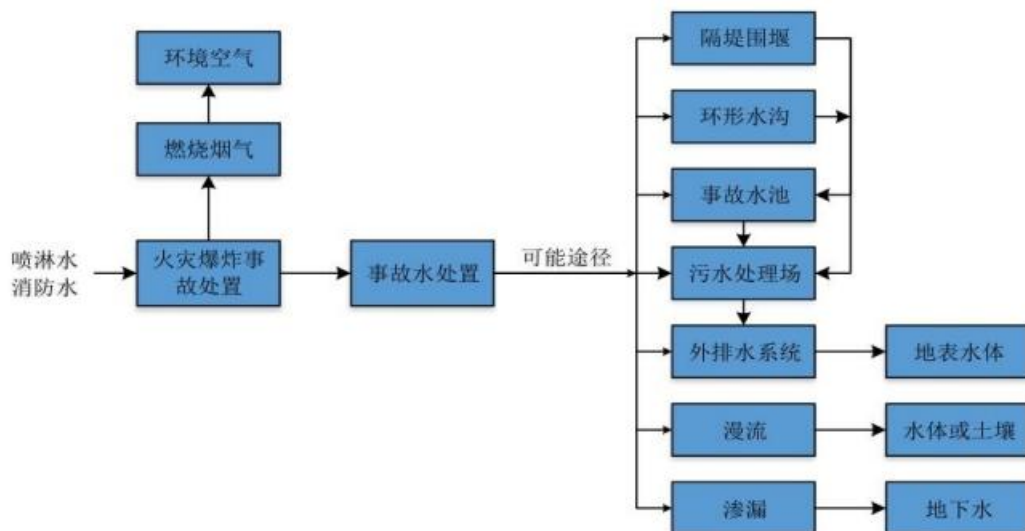 环境空气
燃烧烟气
喷淋水
消防水
火灾爆炸事
故处置
事故水处置
可能途径
隔堤围堰
环形水沟
事故水池
污水处理场
外排水系统
地表水体
漫流
水体或土壤
渗漏
地下水